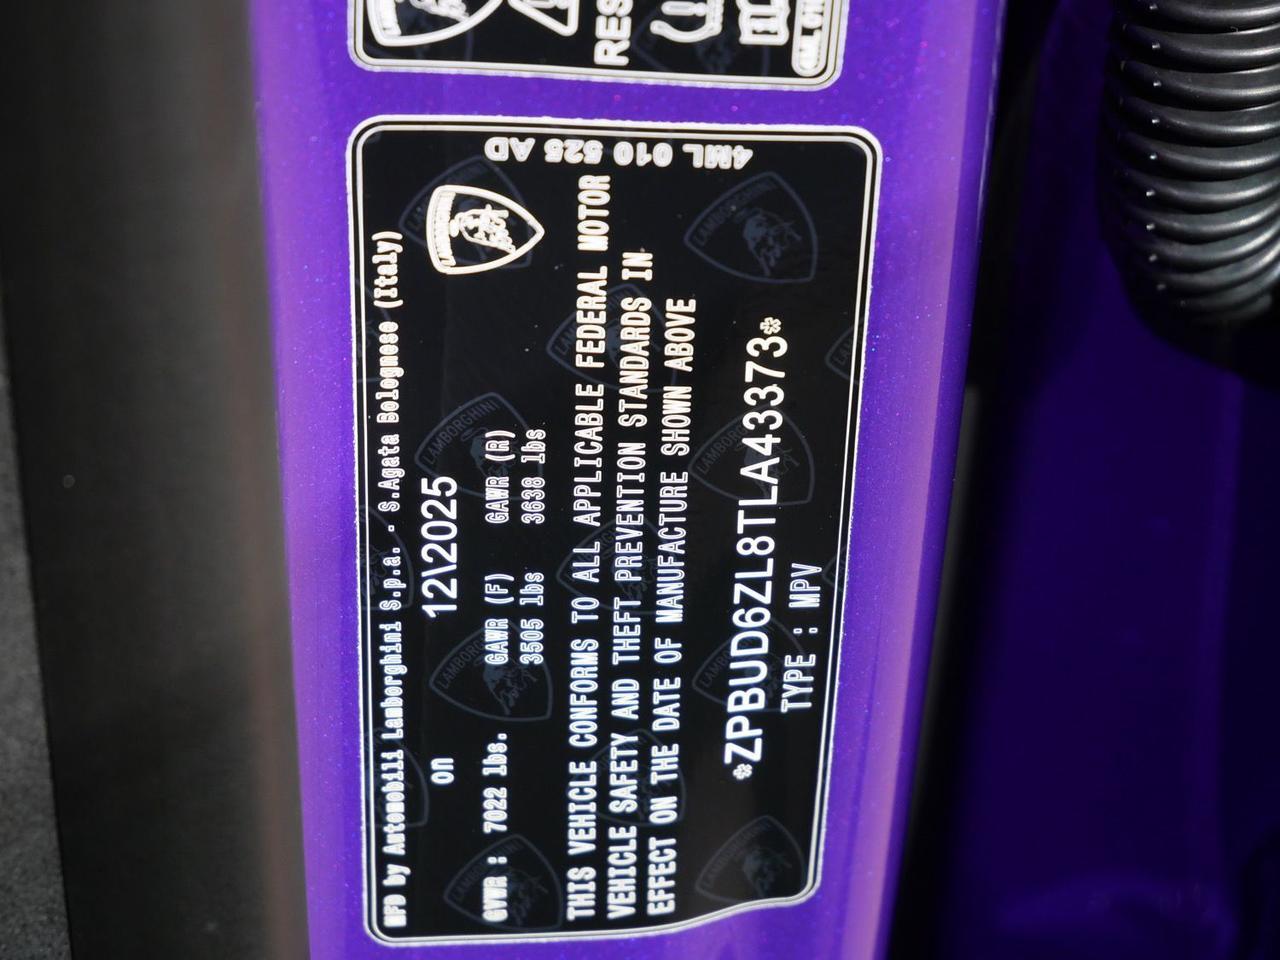 RES
4ML 010 525 AD
MFD by Automobili Lamborghini S.p.a. - S.Agata Bolognese (Italy)
on 12\2025
GVWR : 7022 lbs. GAWR (F) GAWR (R)
3505 lbs 3638 lbs
THIS VEHICLE CONFORMS TO ALL APPLICABLE FEDERAL MOTOR
VEHICLE SAFETY AND THEFT PREVENTION STANDARDS IN
EFFECT ON THE DATE OF MANUFACTURE SHOWN ABOVE
*ZPBUD6ZL8TLA43373*
TYPE : MPV
LAMBORGHINI